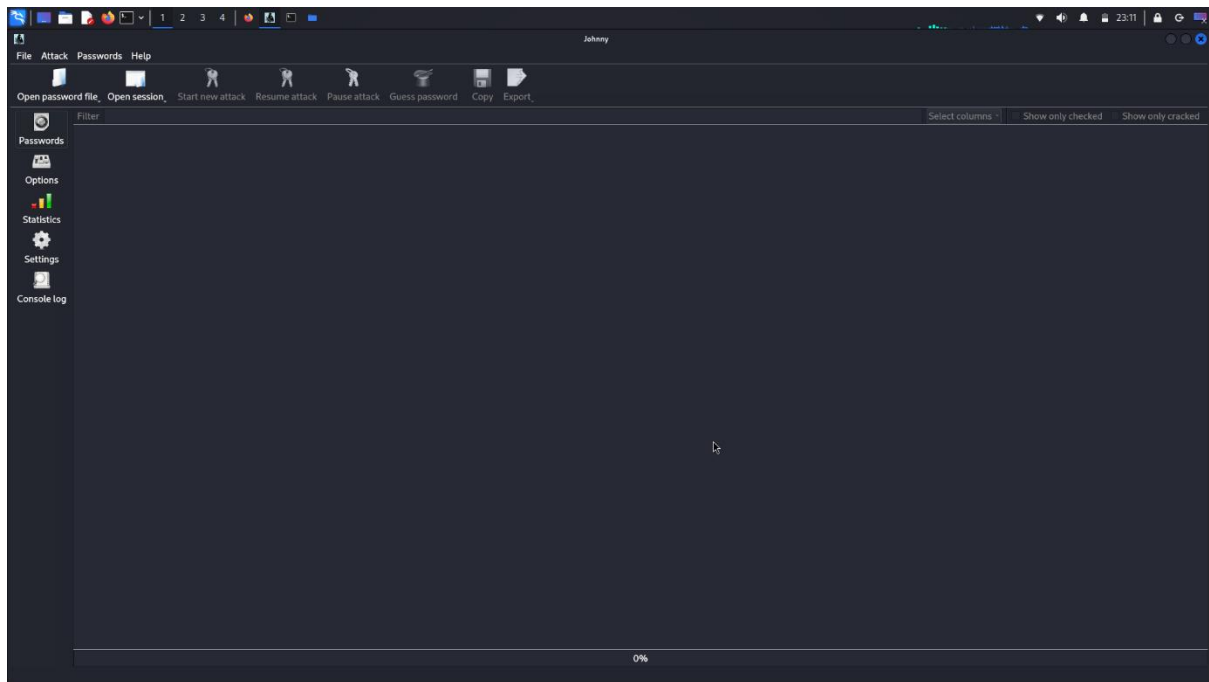 1 2 3 4 23:11
Johnny
File Attack Passwords Help
Open password file Open session Start new attack Resume attack Pause attack Guess password Copy Export
Filter Select columns Show only checked Show only cracked
Passwords
Options
Statistics
Settings
Console log
0%